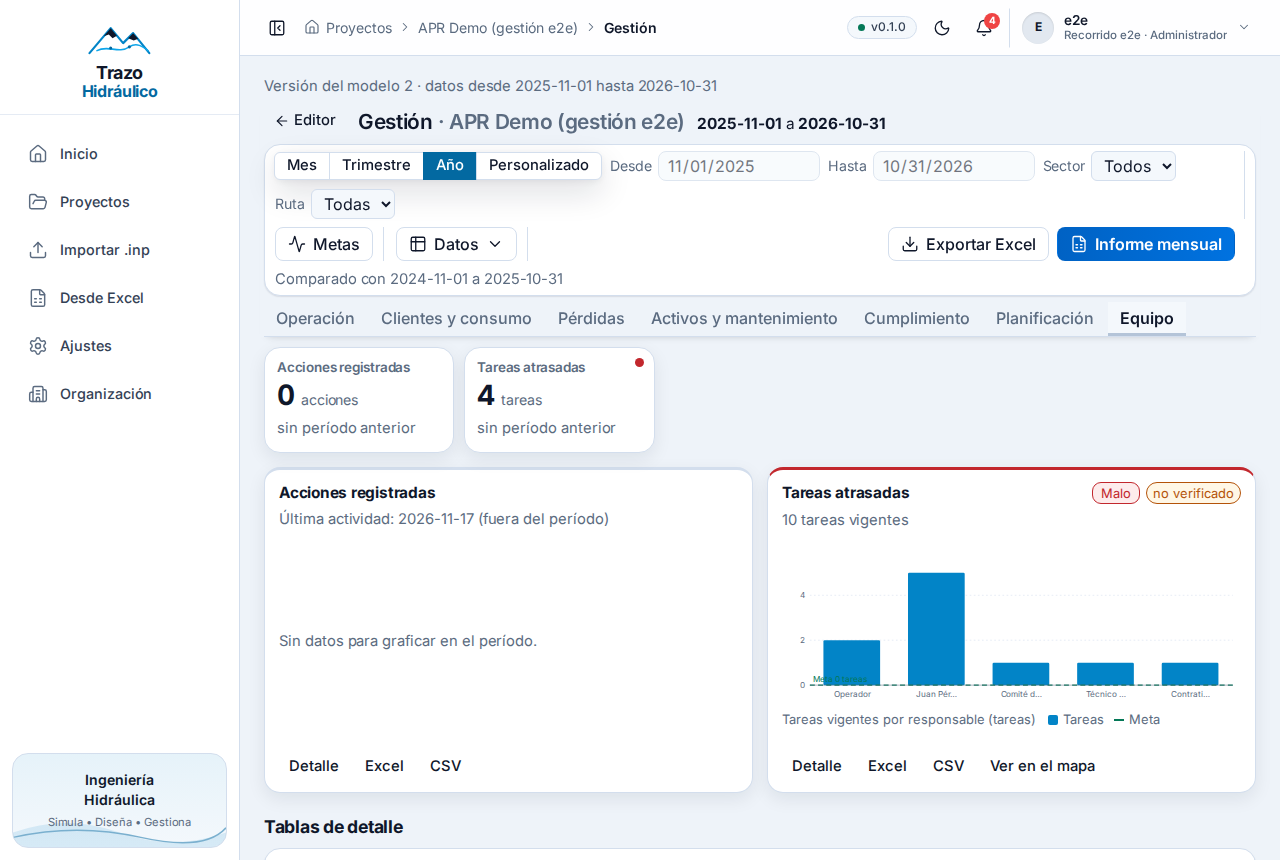 Trazo
Hidráulico
Inicio
Proyectos
Importar .inp
Desde Excel
Ajustes
Organización
Ingeniería
Hidráulica
Simula • Diseña • Gestiona
Proyectos > APR Demo (gestión e2e) > Gestión
v0.1.0
4
E
e2e
Recorrido e2e · Administrador
Versión del modelo 2 · datos desde 2025-11-01 hasta 2026-10-31
← Editor
Gestión · APR Demo (gestión e2e) 2025-11-01 a 2026-10-31
Mes Trimestre Año Personalizado Desde 11/01/2025 Hasta 10/31/2026 Sector Todos
Ruta Todas
Metas Datos Exportar Excel Informe mensual
Comparado con 2024-11-01 a 2025-10-31
Operación Clientes y consumo Pérdidas Activos y mantenimiento Cumplimiento Planificación Equipo
Acciones registradas
0 acciones
sin período anterior
Tareas atrasadas
4 tareas
sin período anterior
Acciones registradas
Última actividad: 2026-11-17 (fuera del período)
Sin datos para graficar en el período.
Detalle Excel CSV
Tareas atrasadas Malo no verificado
10 tareas vigentes
4
2
0
Operador Juan Pér... Comité d... Técnico ... Contrati...
Tareas vigentes por responsable (tareas) Tareas Meta
Detalle Excel CSV Ver en el mapa
Tablas de detalle